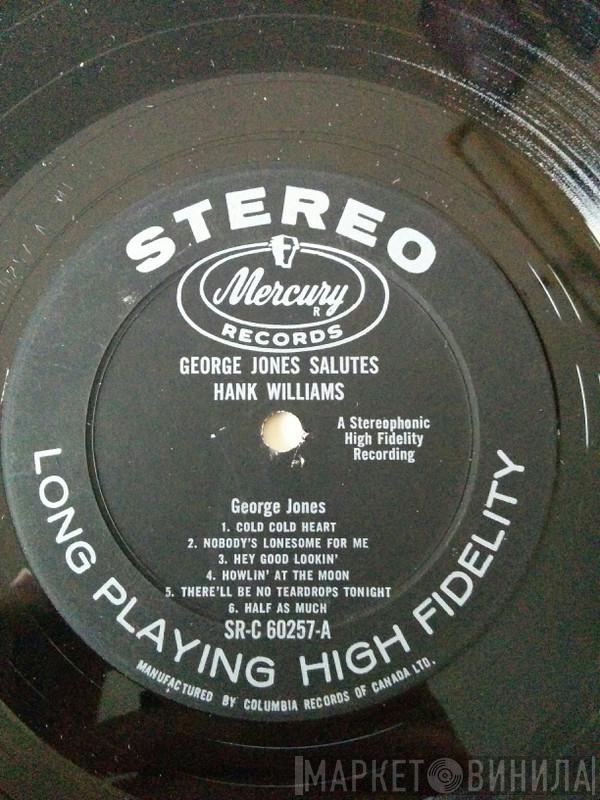 STEREO
Mercury
R
RECORDS
GEORGE JONES SALUTES
HANK WILLIAMS
A Stereophonic
High Fidelity
Recording
George Jones
1. COLD COLD HEART
2. NOBODY'S LONESOME FOR ME
3. HEY GOOD LOOKIN'
4. HOWLIN' AT THE MOON
5. THERE'LL BE NO TEARDROPS TONIGHT
6. HALF AS MUCH
SR-C 60257-A
LONG PLAYING HIGH FIDELITY
MANUFACTURED BY COLUMBIA RECORDS OF CANADA LTD.
МАРКЕТ ВИНИЛА